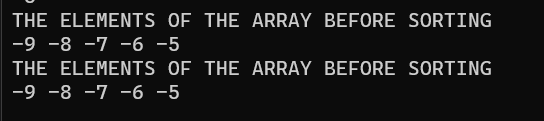 THE ELEMENTS OF THE ARRAY BEFORE SORTING
-9 -8 -7 -6 -5
THE ELEMENTS OF THE ARRAY BEFORE SORTING
-9 -8 -7 -6 -5